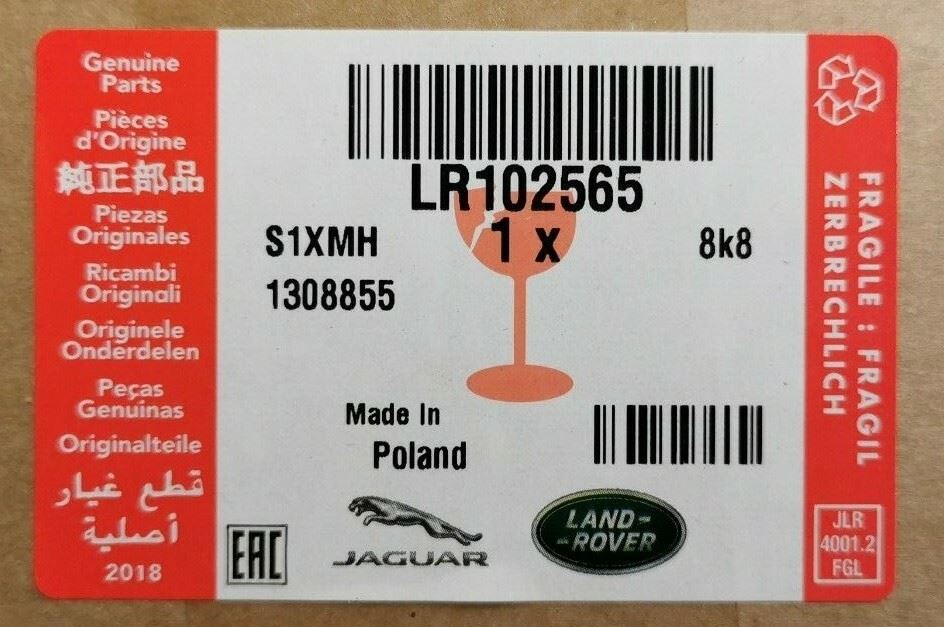 Genuine
Parts
Pièces
d'Origine
純正部品
Piezas
Originales
Ricambi
Originali
Originele
Onderdelen
Peças
Genuinas
Originalteile
قطع غيار
أصلية
2018
LR102565
S1XMH
1 x
8k8
1308855
Made In
Poland
EAC
JAGUAR
LAND-
-ROVER
FRAGILE : FRAGIL
ZERBRECHLICH
JLR
4001.2
FGL